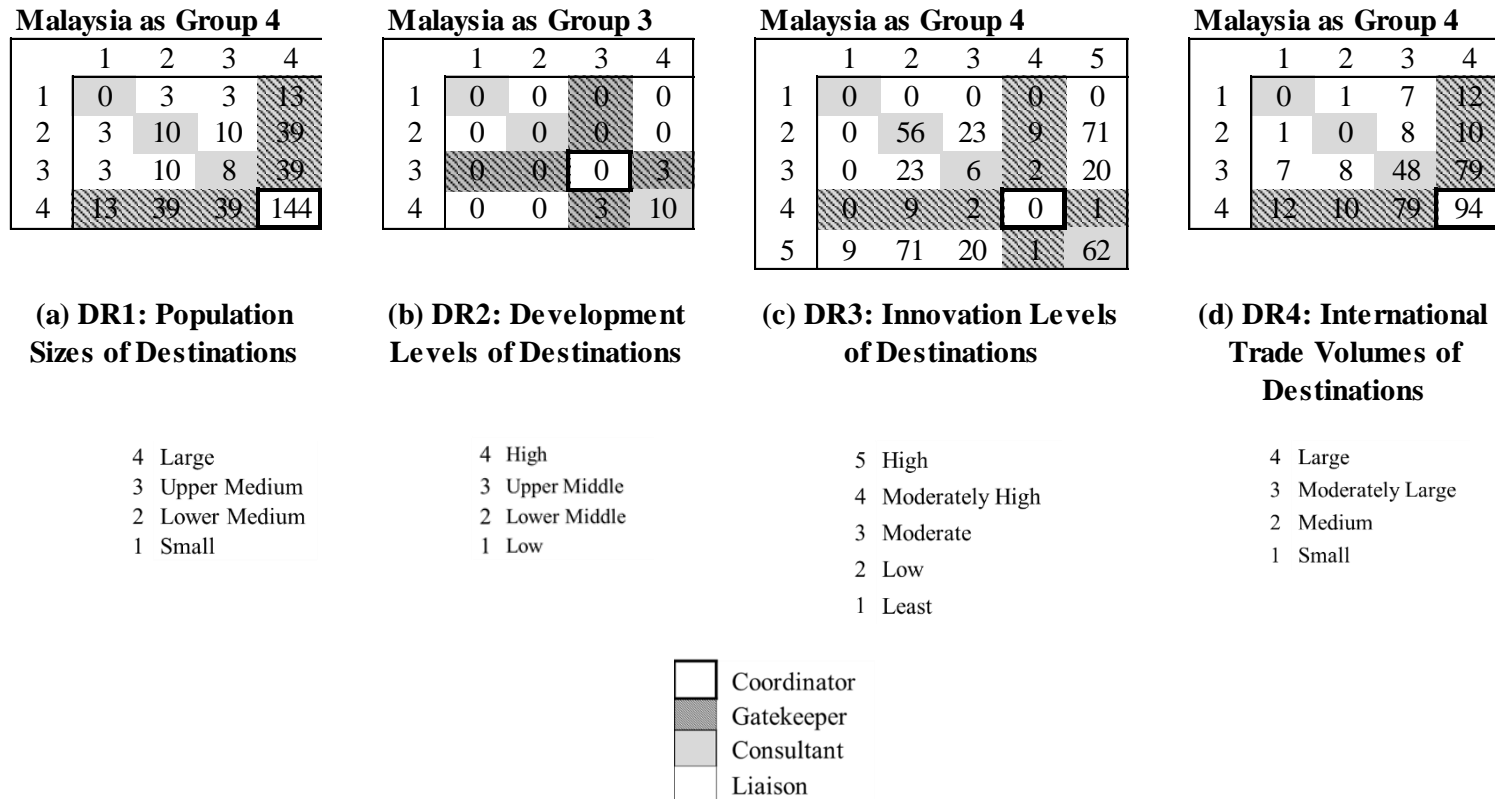 Malaysia as Group 4
1 2 3 4
1 0 3 3 13
2 3 10 10 39
3 3 10 8 39
4 13 39 39 144
(a) DR1: Population
Sizes of Destinations
4 Large
3 Upper Medium
2 Lower Medium
1 Small
Malaysia as Group 3
1 2 3 4
1 0 0 0 0
2 0 0 0 0
3 0 0 0 3
4 0 0 3 10
(b) DR2: Development
Levels of Destinations
4 High
3 Upper Middle
2 Lower Middle
1 Low
Malaysia as Group 4
1 2 3 4 5
1 0 0 0 0 0
2 0 56 23 9 71
3 0 23 6 2 20
4 0 9 2 0 1
5 9 71 20 1 62
(c) DR3: Innovation Levels
of Destinations
5 High
4 Moderately High
3 Moderate
2 Low
1 Least
Malaysia as Group 4
1 2 3 4
1 0 1 7 12
2 1 0 8 10
3 7 8 48 79
4 12 10 79 94
(d) DR4: International
Trade Volumes of
Destinations
4 Large
3 Moderately Large
2 Medium
1 Small
Coordinator
Gatekeeper
Consultant
Liaison